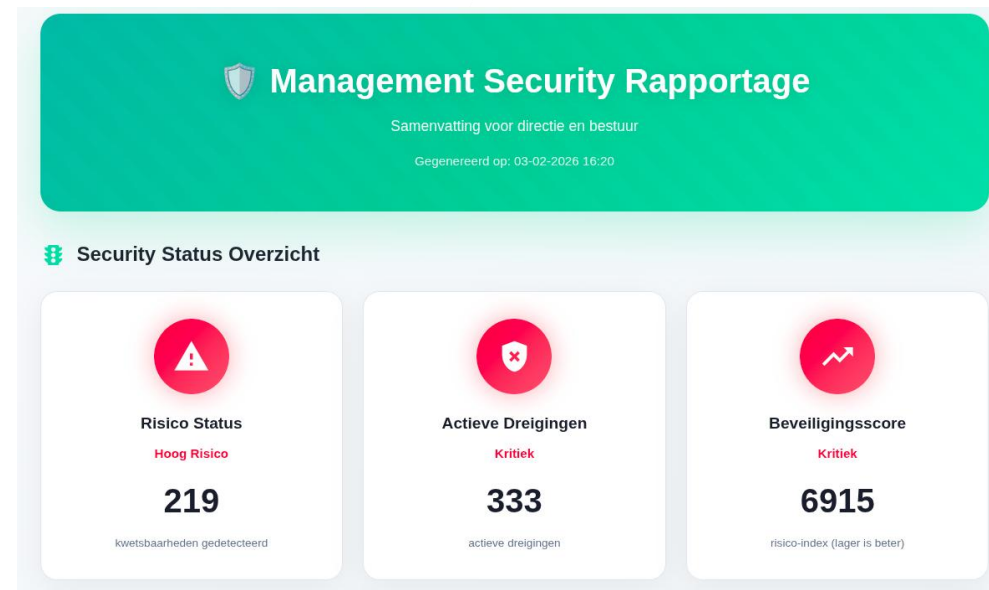 Management Security Rapportage
Samenvatting voor directie en bestuur
Gegenereerd op: 03-02-2026 16:20
Security Status Overzicht
Risico Status
Hoog Risico
219
kwetsbaarheden gedetecteerd
Actieve Dreigingen
Kritiek
333
actieve dreigingen
Beveiligingsscore
Kritiek
6915
risico-index (lager is beter)